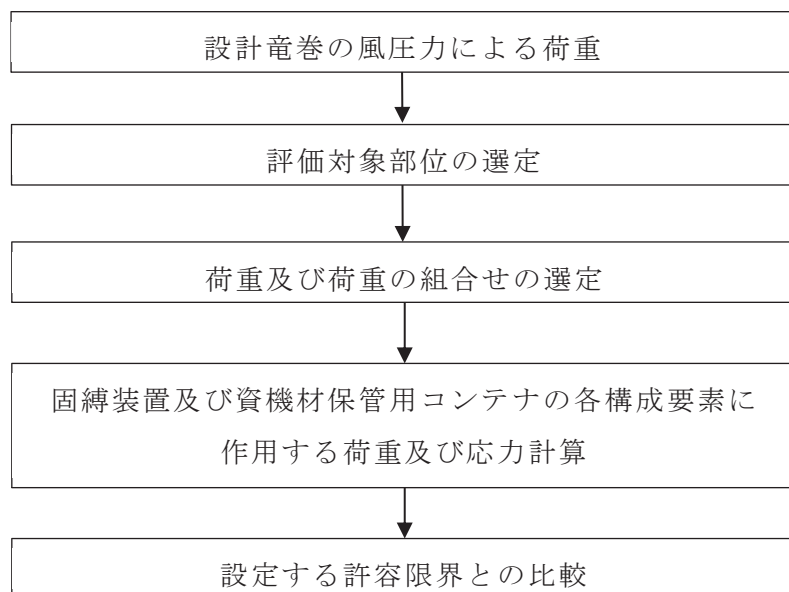 設計竜巻の風圧力による荷重
評価対象部位の選定
荷重及び荷重の組合せの選定
固縛装置及び資機材保管用コンテナの各構成要素に
作用する荷重及び応力計算
設定する許容限界との比較